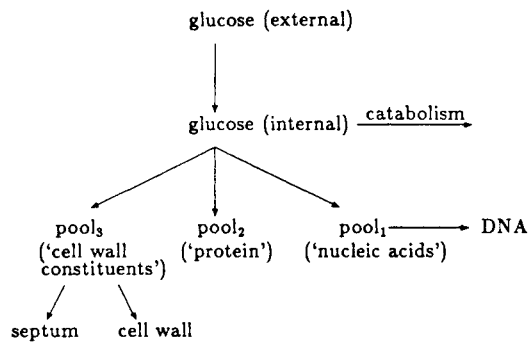 glucose (external)
glucose (internal) catabolism
pool₃ pool₂ pool₁ DNA
(‘cell wall (‘protein’) (‘nucleic acids’)
constituents’)
septum cell wall